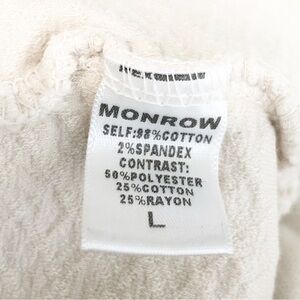 MONROW
SELF:98%COTTON
2%SPANDEX
CONTRAST:
50%POLYESTER
25%COTTON
25%RAYON
L